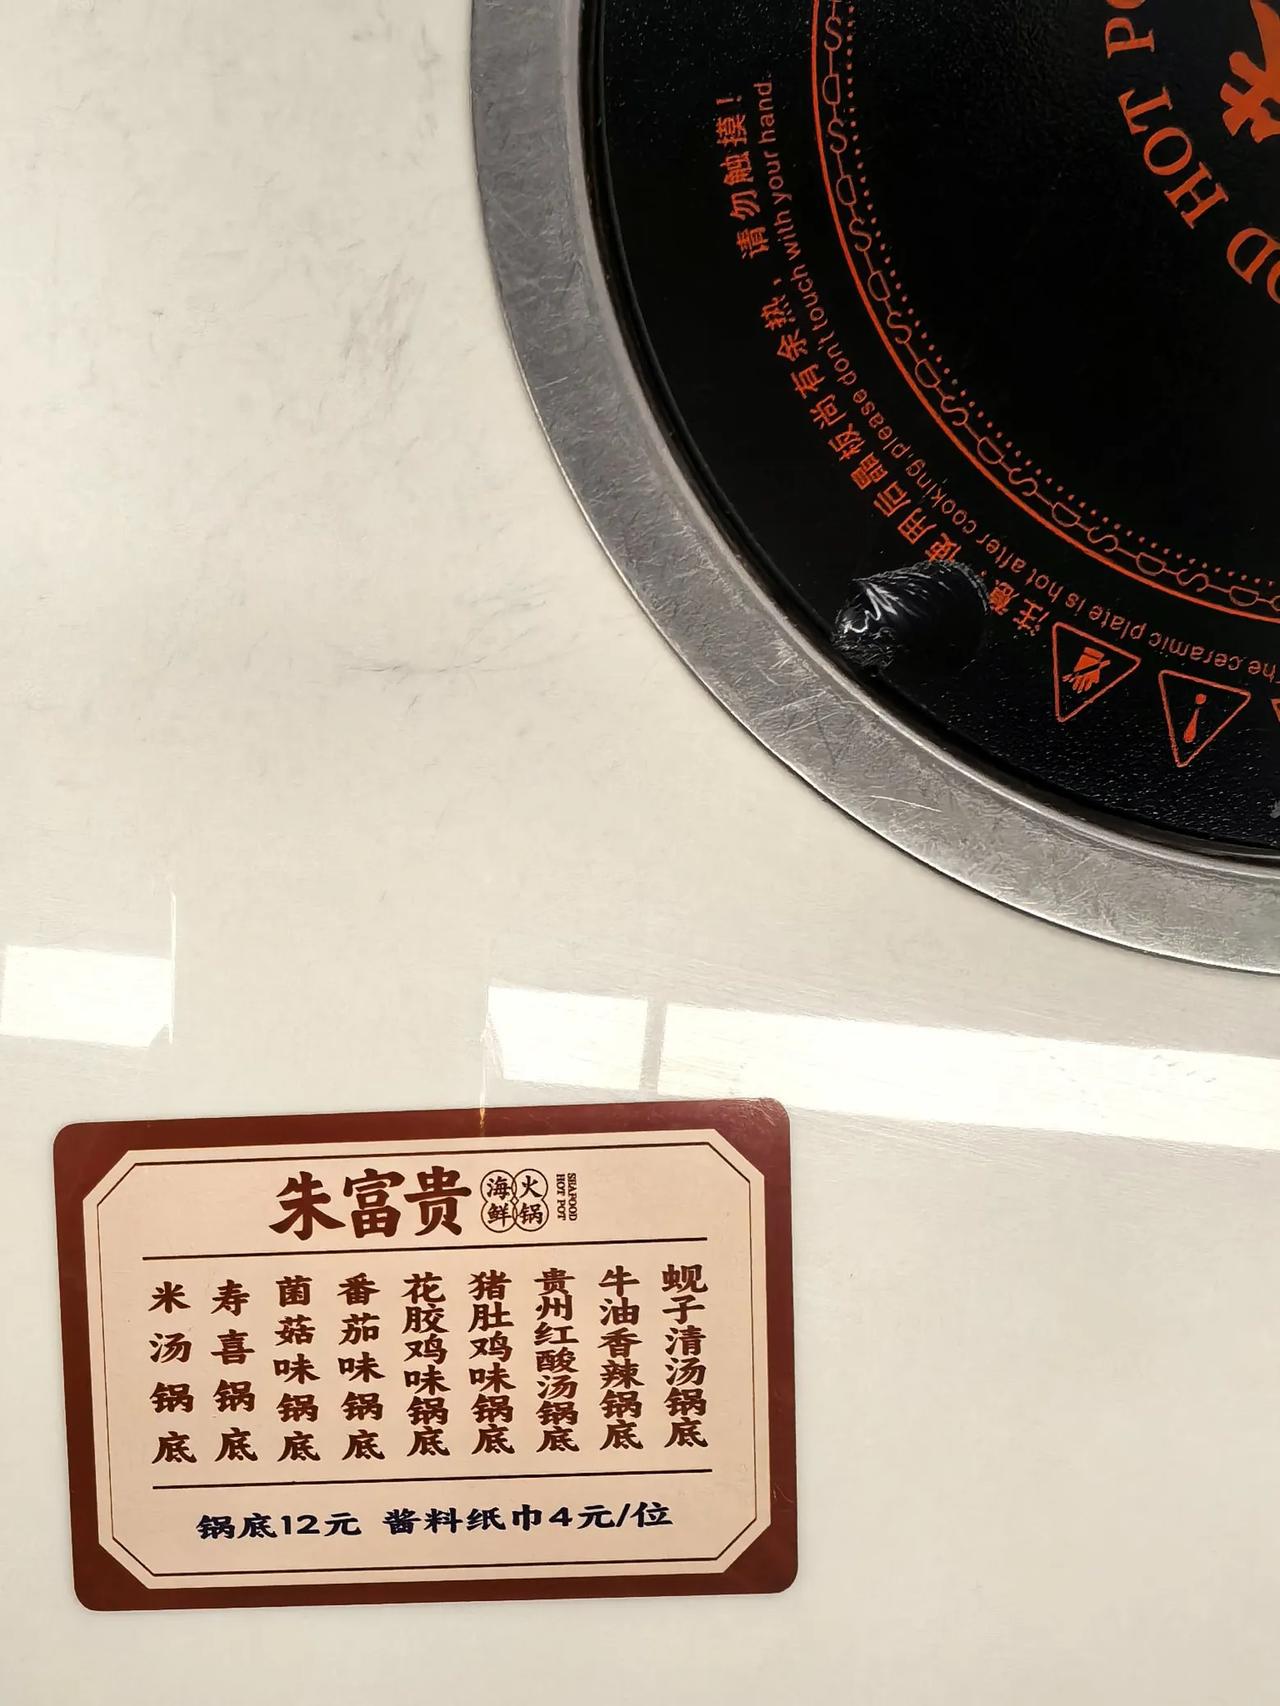 HOT PO
OD HOT
注意：使用后晶板尚有余热，请勿触摸！
The ceramic plate is hot after cooking, please don't touch with your hand.
朱富贵
海鲜火锅
SEAFOOD
HOT POT
米汤锅底
寿喜锅底
菌菇味锅底
番茄味锅底
花胶鸡味锅底
猪肚鸡味锅底
贵州红酸汤锅底
牛油香辣锅底
蚬子清汤锅底
锅底12元 酱料纸巾4元/位